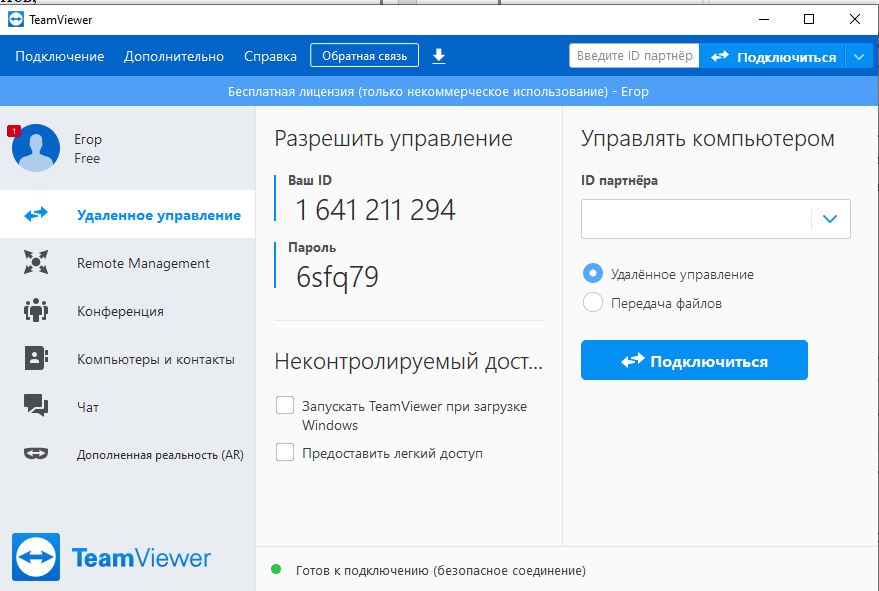 TeamViewer
Подключение Дополнительно Справка Обратная связь Введите ID партнёр Подключиться
Бесплатная лицензия (только некоммерческое использование) - Егор
1
Егор
Free
Удаленное управление
Remote Management
Конференция
Компьютеры и контакты
Чат
Дополненная реальность (AR)
TeamViewer
Разрешить управление
Ваш ID
1 641 211 294
Пароль
6sfq79
Неконтролируемый дост...
Запускать TeamViewer при загрузке
Windows
Предоставить легкий доступ
Управлять компьютером
ID партнёра
Удалённое управление
Передача файлов
Подключиться
Готов к подключению (безопасное соединение)